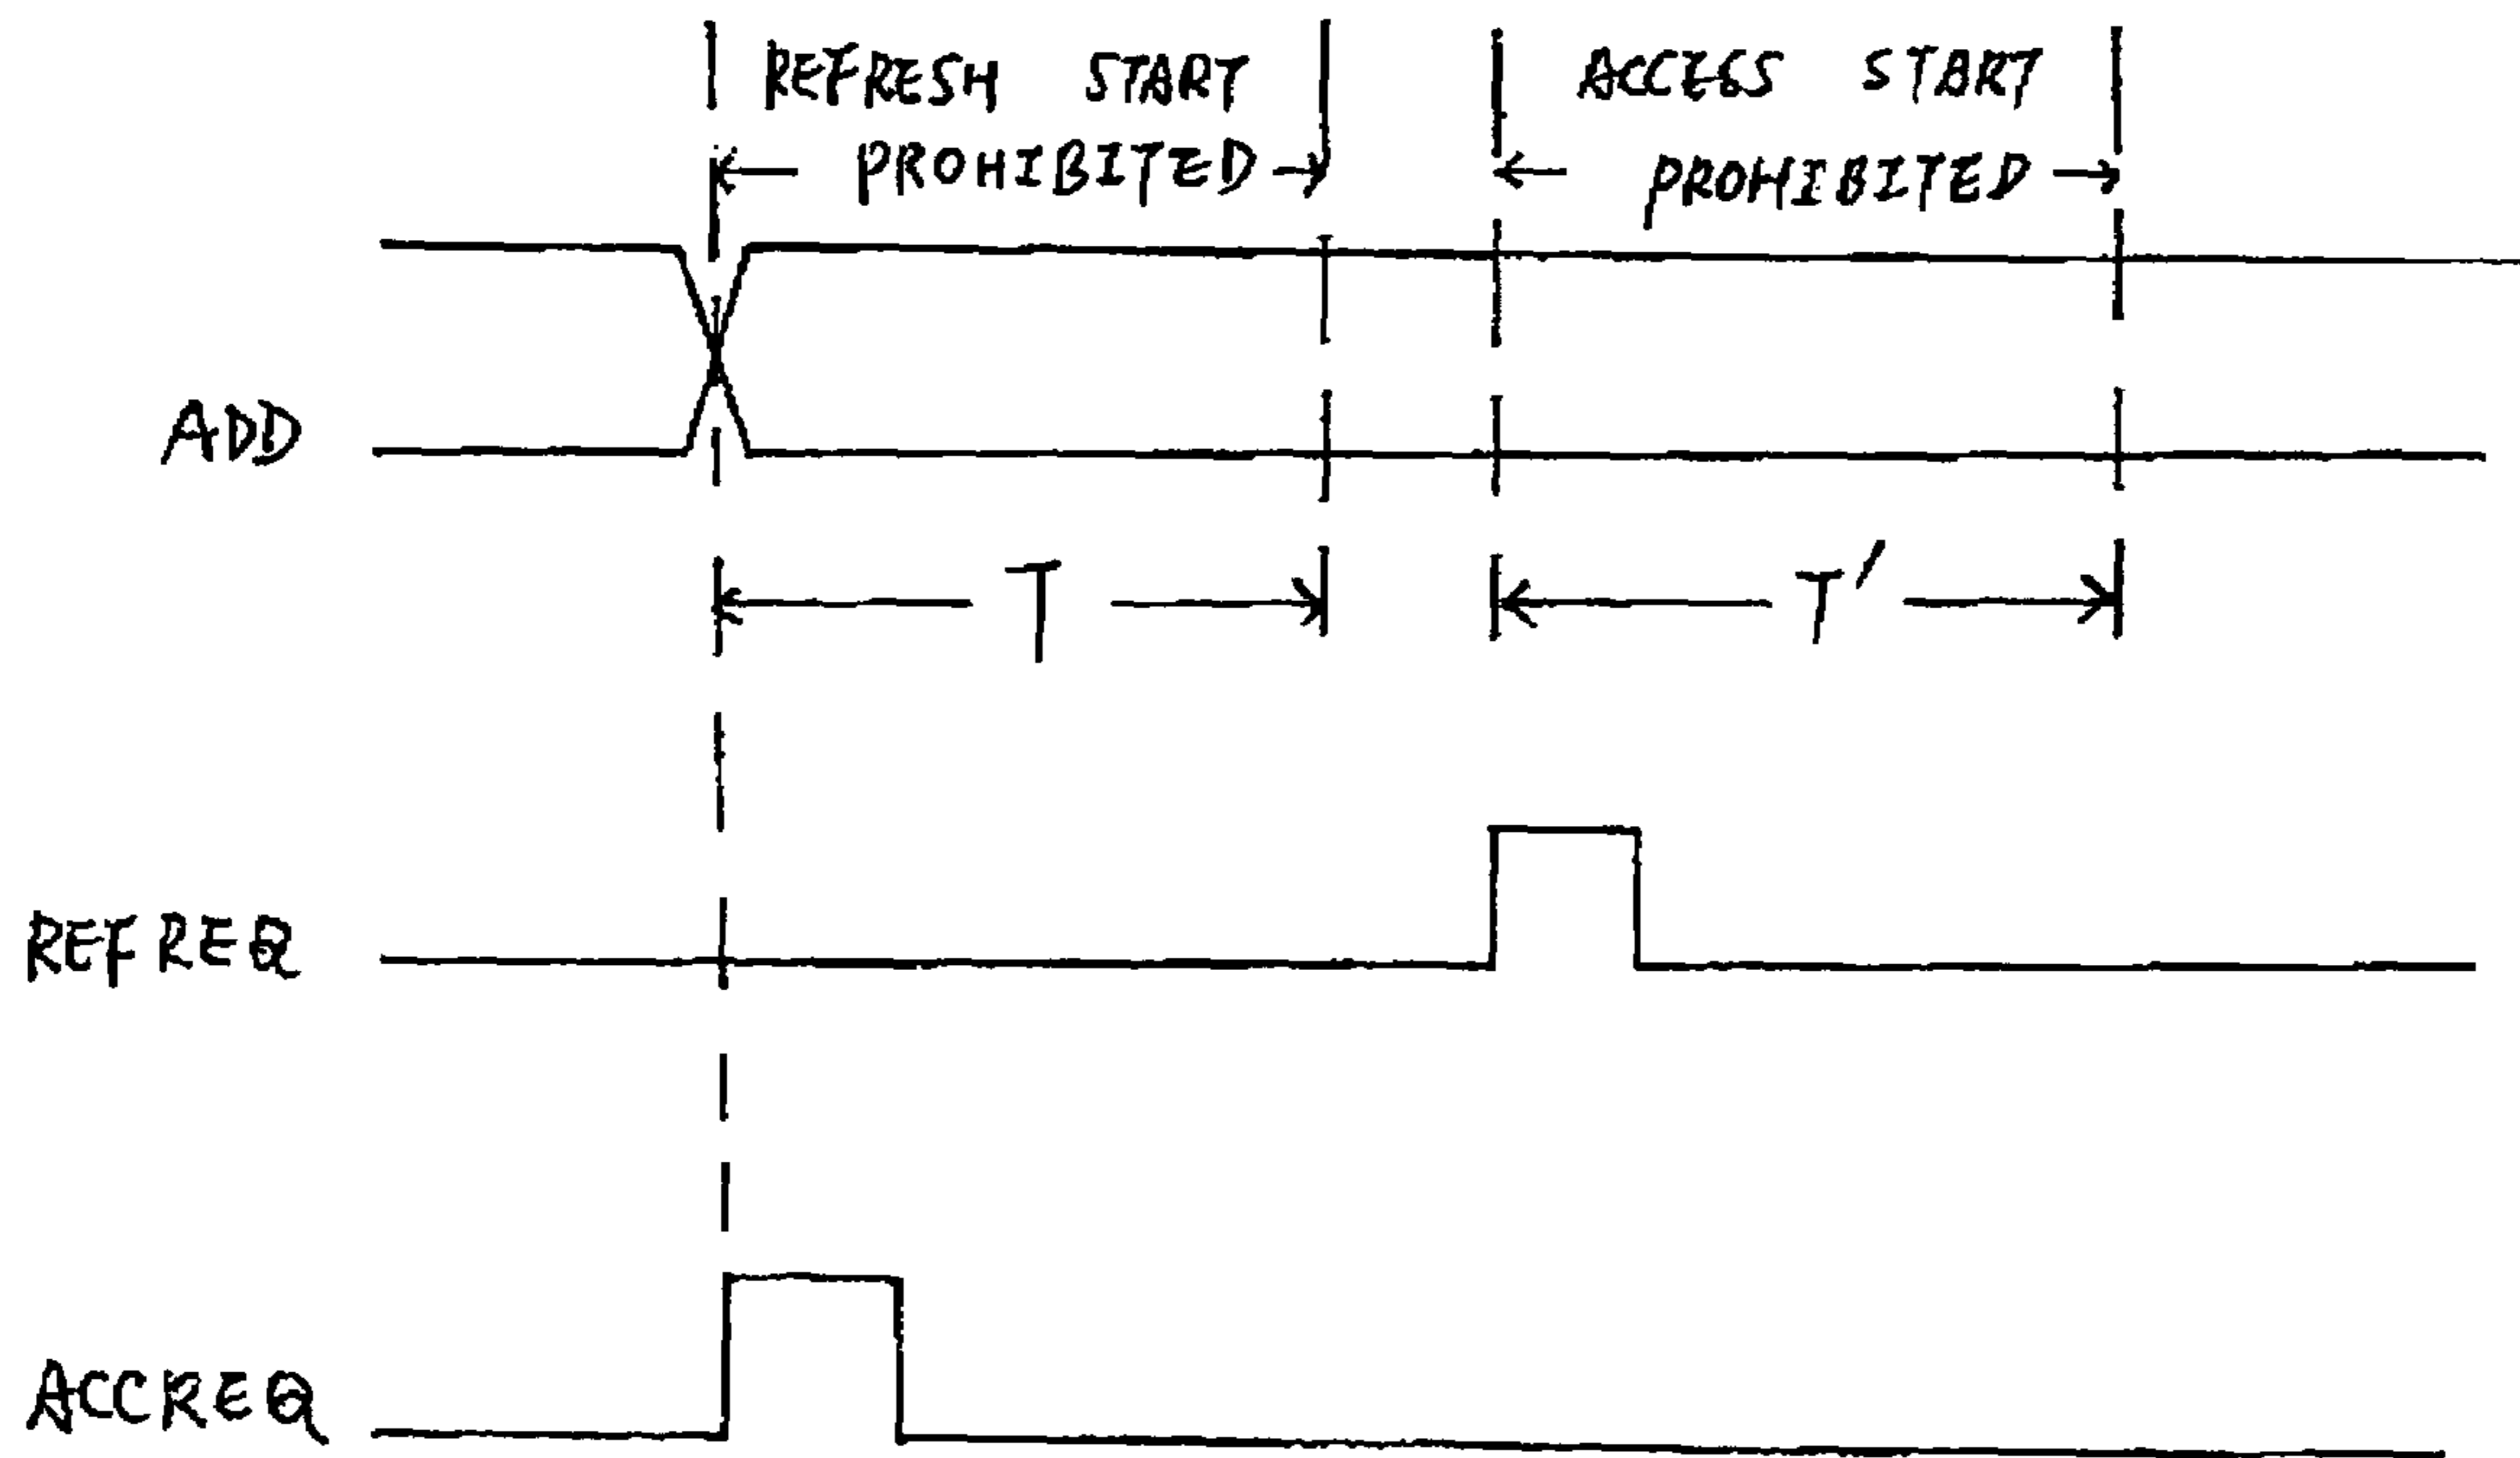 REFRESH START
PROHIBITED
ACCESS START
PROHIBITED
ADD
T
T'
REFREQ
ACCREQ